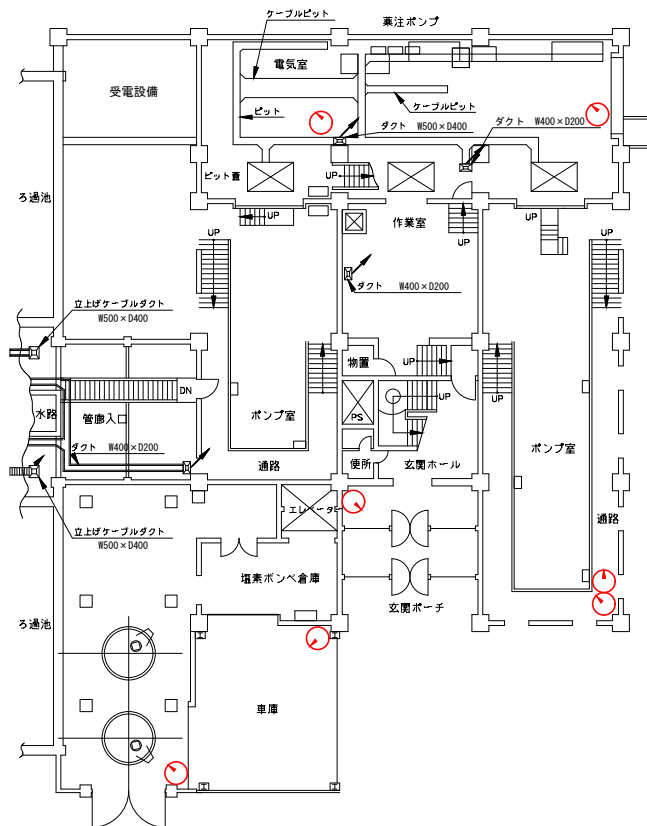 ケーブルピット
薬注ポンプ
電気室
受電設備
ケーブルピット
ピット
ダクト W500×D400
ダクト W400×D200
ピット蓋
UP
ろ過池
UP
作業室
UP
UP
UP
UP
ダクト W400×D200
立上げケーブルダクト
W500×D400
物置
UP
DN
UP
PS
水路
管廊入口
ポンプ室
ポンプ室
ダクト W400×D200
通路
便所
玄関ホール
エレベーター
通路
立上げケーブルダクト
W500×D400
塩素ボンベ倉庫
玄関ポーチ
ろ過池
車庫